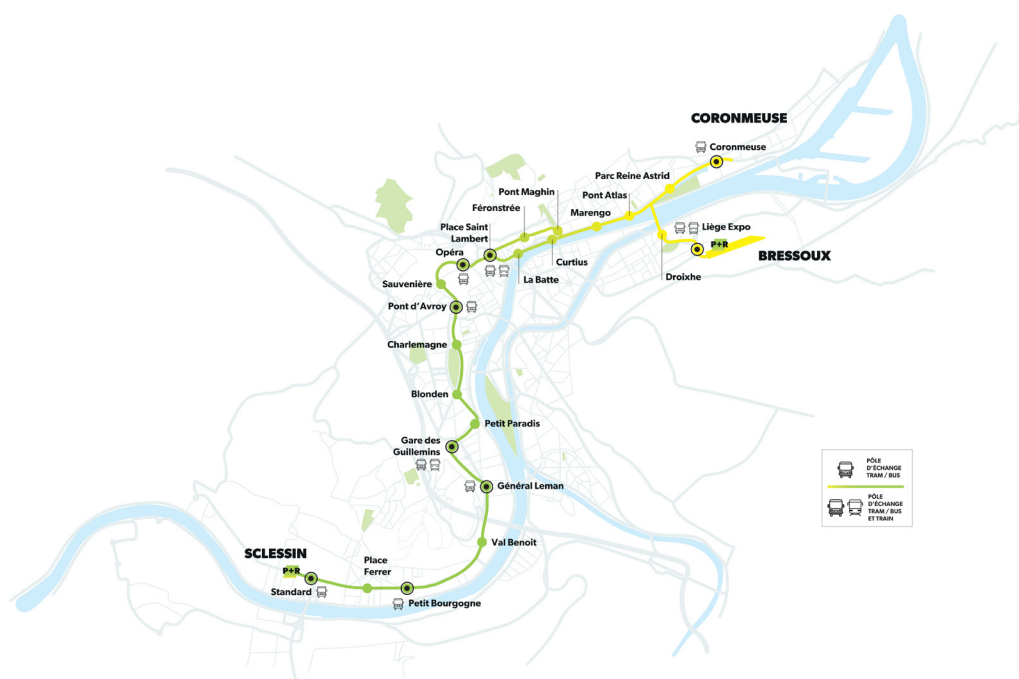 CORONMEUSE
Coronmeuse
Parc Reine Astrid
Pont Maghin
Pont Atlas
Féronstrée
Marengo
Place Saint
Lambert
Liège Expo
P+R
BRESSOUX
Opéra
Curtius
La Batte
Droixhe
Sauvenière
Pont d'Avroy
Charlemagne
Blonden
Petit Paradis
Gare des
Guillemins
Général Leman
Val Benoit
SCLESSIN
P+R
Place
Ferrer
Standard
Petit Bourgogne
PÔLE
D'ÉCHANGE
TRAM / BUS
PÔLE
D'ÉCHANGE
TRAM / BUS
ET TRAIN